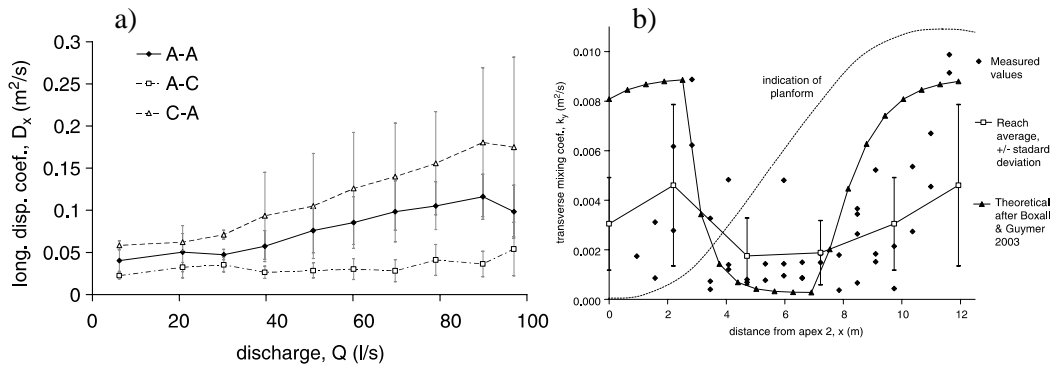 a)
0.3
0.25
0.2
0.15
0.1
0.05
0
A-A
A-C
C-A
long. disp. coef., Dₓ (m²/s)
0 20 40 60 80 100
discharge, Q (l/s)
b)
0.010
0.008
0.006
0.004
0.002
0.000
transverse mixing coef., kᵧ (m²/s)
indication of
planform
0 2 4 6 8 10 12
distance from apex 2, x (m)
Measured
values
Reach
average,
+/- stadard
deviation
Theoretical
after Boxall
& Guymer
2003